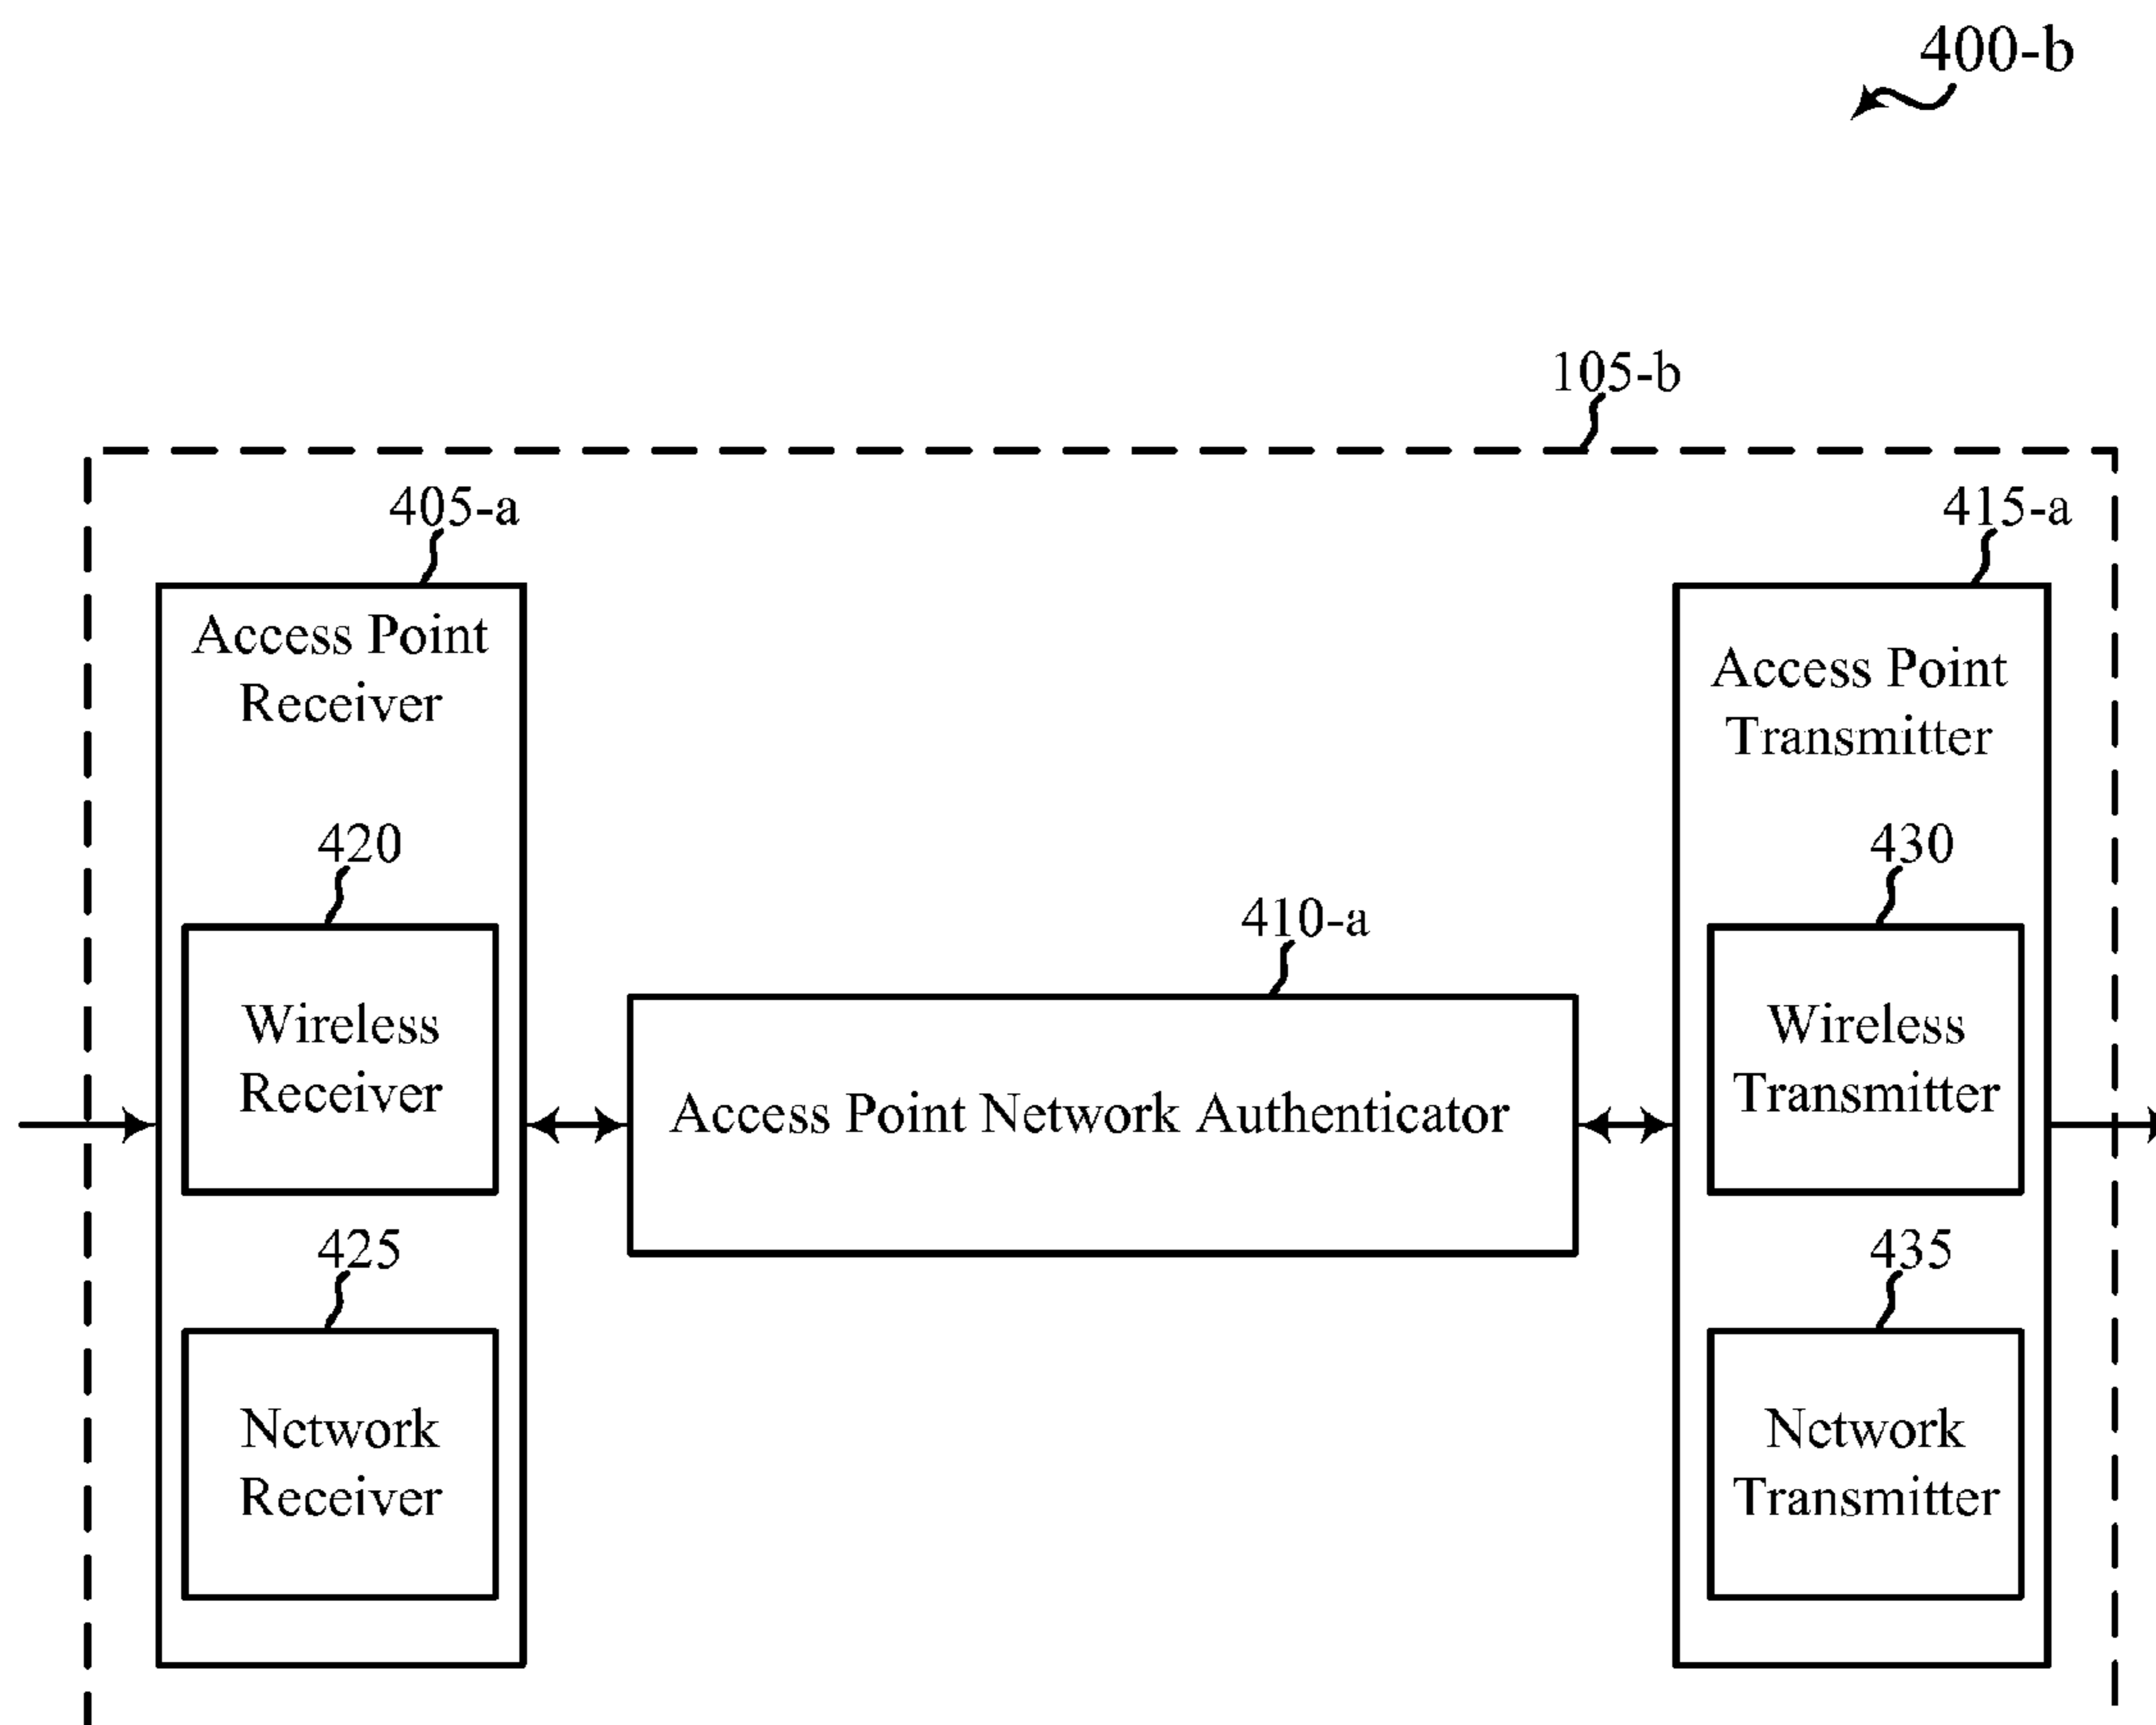 400-b
105-b
405-a
415-a
Access Point
Receiver
Access Point
Transmitter
420
430
410-a
Wireless
Receiver
Access Point Network Authenticator
Wireless
Transmitter
425
435
Network
Receiver
Network
Transmitter